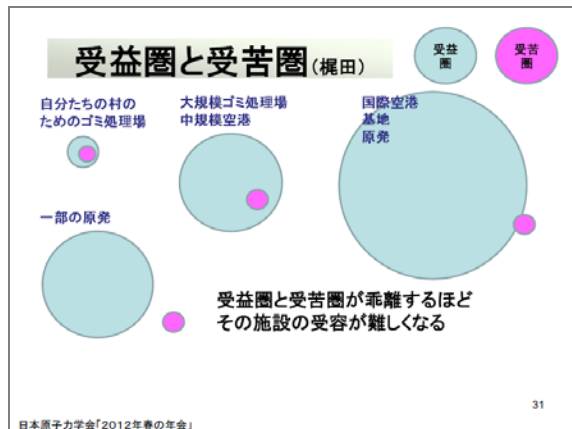 受益圏と受苦圏(梶田)
受益
圏
受苦
圏
自分たちの村の
ためのゴミ処理場
大規模ゴミ処理場
中規模空港
国際空港
基地
原発
一部の原発
受益圏と受苦圏が乖離するほど
その施設の受容が難しくなる
31
日本原子力学会「2012年春の年会」